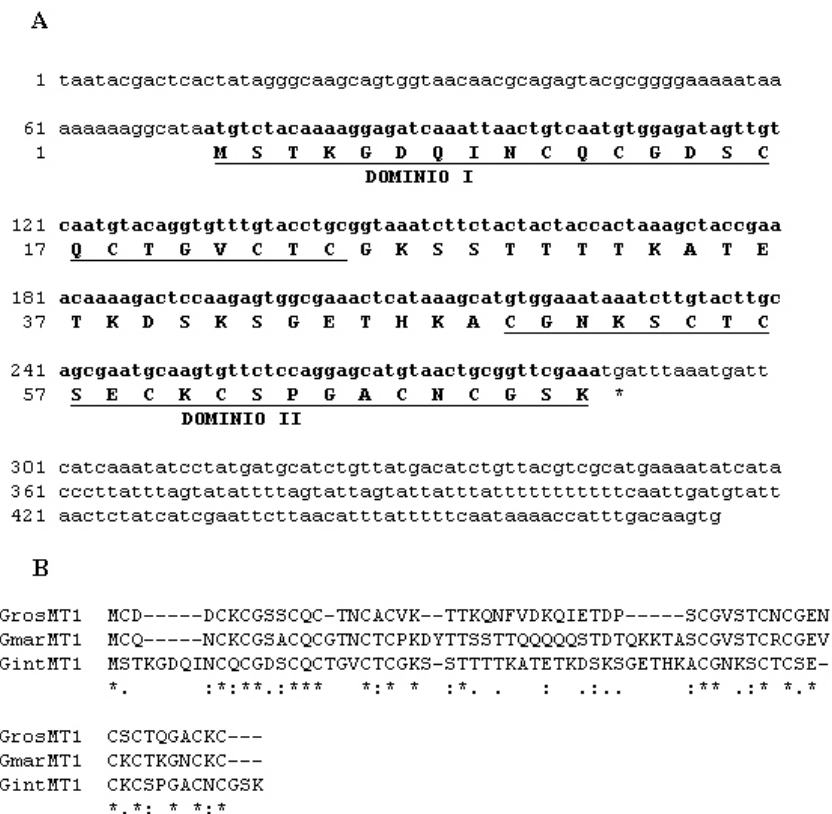 A
1 taatacgactcactatagggcaagcagtggtaacaacgcagagtacgcggggaaaaataa
61 aaaaaaggcataatgtctacaaaaggagatcaaattaactgtcaatgtggagatagttgt
1 M S T K G D Q I N C Q C G D S C
DOMINIO I
121 caatgtacaggtgtttgtacctgcggtaaatcttctactactaccactaaagctaccgaa
17 Q C T G V C T C G K S S T T T T K A T E
181 acaaaagactccaagagtggcgaaactcataaagcatgtggaaataaatcttgtacttgc
37 T K D S K S G E T H K A C G N K S C T C
241 agcgaatgcaagtgttctccaggagcatgtaactgcggttcgaaatgatttaaatgatt
57 S E C K C S P G A C N C G S K *
DOMINIO II
301 catcaaatatcctatgatgcatctgttatgacatctgttacgtcgcatgaaaatatcata
361 cccttatttagtatattttagtattagtattatttatttttttttttcaattgatgtatt
421 aactctatcatcgaattcttaacatttatttttcaataaaaccatttgacaagtg
B
GrosMT1 MCD-----DCKCGSSCQC-TNCACVK--TTKQNFVDKQIETDP-----SCGVSTCNCGEN
GmarMT1 MCQ-----NCKCGSACQCGTNCTCPKDYTTSSTTQQQQQSTDTQKKTASCGVSTCRCGEV
GintMT1 MSTKGDQINCQCGDSCQCTGVCTCGKS-STTTTKATETKDSKSGETHKACGNKSCTCSE-
*. :*:**.:*** *:* * :*. . : .:.. :** .:* *.*
GrosMT1 CSCTQGACKC---
GmarMT1 CKCTKGNCKC---
GintMT1 CKCSPGACNCGSK
*.*: * *:*